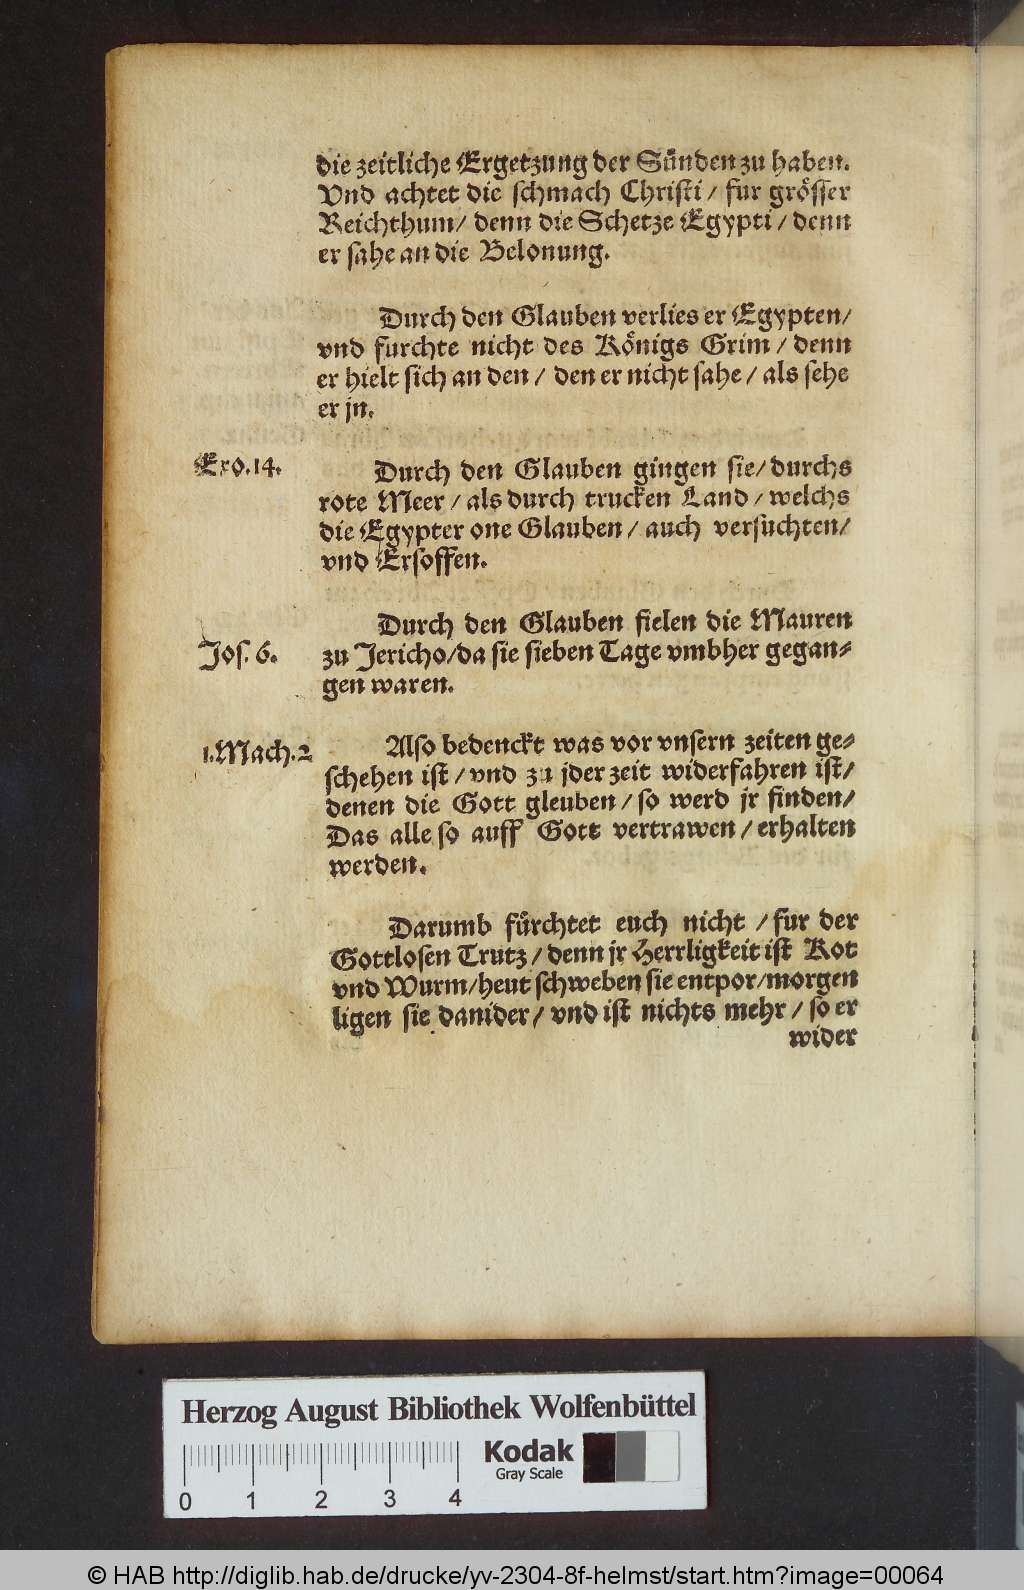 die zeitliche Ergetzung der Sünden zu haben.
Vnd achtet die schmach Christi / fur grösser
Reichthum / denn die Schetze Egypti / denn
er sahe an die Belonung.
Durch den Glauben verlies er Egypten /
vnd furchte nicht des Königs Grim / denn
er hielt sich an den / den er nicht sahe / als sehe
er jn.
Exo. 14.
Durch den Glauben gingen sie / durchs
rote Meer / als durch trucken Land / welchs
die Egypter one Glauben / auch versuchten /
vnd Ersoffen.
Durch den Glauben fielen die Mauren
Jos. 6.
zu Jericho / da sie sieben Tage vmbher gegan-
gen waren.
1. Mach. 2
Also bedenckt was vor vnsern zeiten ge-
schehen ist / vnd zu jder zeit widerfahren ist /
denen die Gott gleuben / so werd jr finden /
Das alle so auff Gott vertrawen / erhalten
werden.
Darumb fürchtet euch nicht / fur der
Gottlosen Trutz / denn jr Herrligkeit ist Kot
vnd Wurm / heut schweben sie entpor / morgen
ligen sie danider / vnd ist nichts mehr / so er
wider
Herzog August Bibliothek Wolfenbüttel
Kodak
Gray Scale
0 1 2 3 4
© HAB http://diglib.hab.de/drucke/yv-2304-8f-helmst/start.htm?image=00064